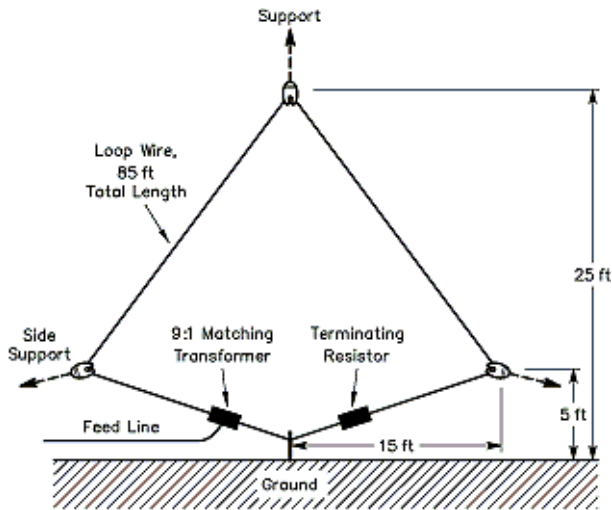 Support
Loop Wire,
85 ft
Total Length
25 ft
Side
Support
9:1 Matching
Transformer
Terminating
Resistor
5 ft
Feed Line
15 ft
Ground